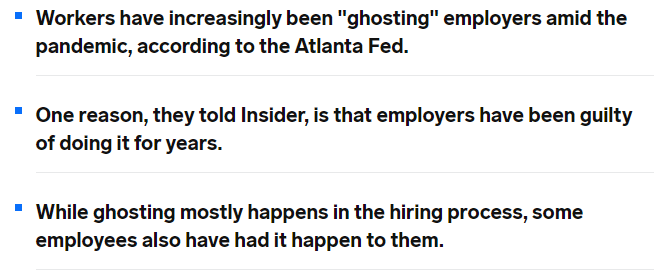 Workers have increasingly been "ghosting" employers amid the
pandemic, according to the Atlanta Fed.
One reason, they told Insider, is that employers have been guilty
of doing it for years.
While ghosting mostly happens in the hiring process, some
employees also have had it happen to them.